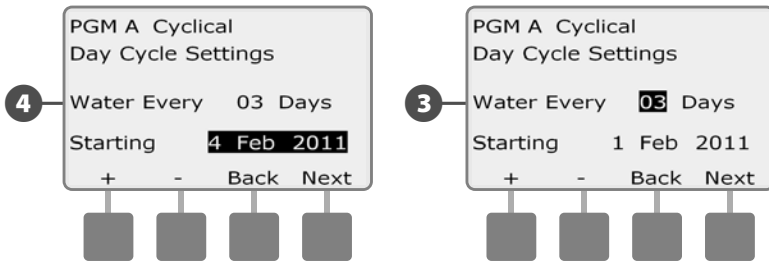 PGM A Cyclical
Day Cycle Settings
4
Water Every 03 Days
Starting 4 Feb 2011
+ - Back Next
PGM A Cyclical
Day Cycle Settings
3
Water Every 03 Days
Starting 1 Feb 2011
+ - Back Next